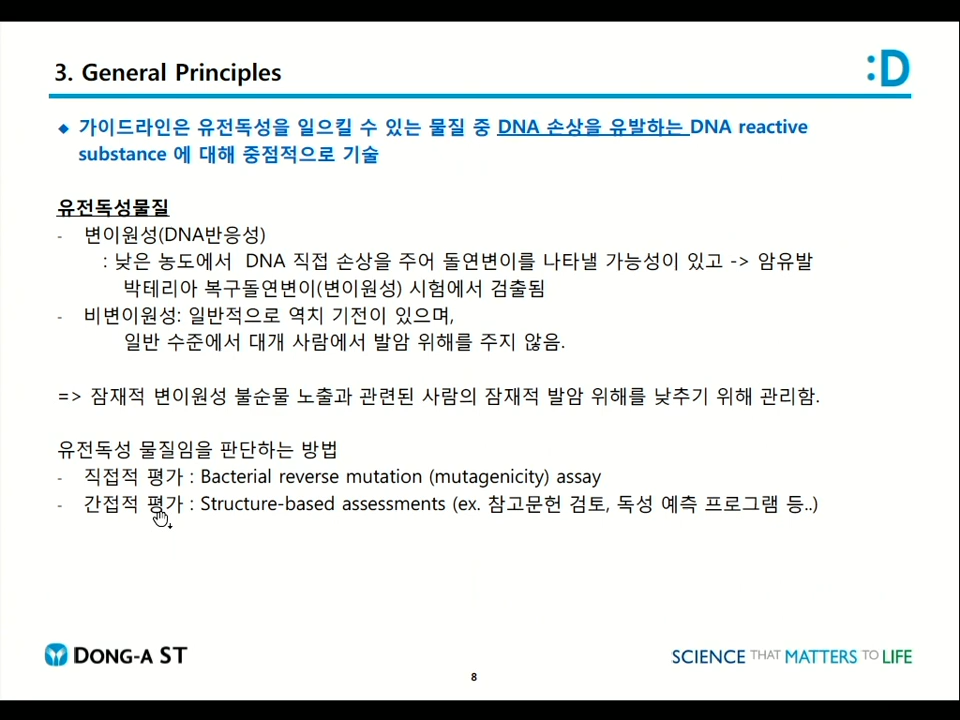 3. General Principles
:D
◆ 가이드라인은 유전독성을 일으킬 수 있는 물질 중 DNA 손상을 유발하는 DNA reactive
substance 에 대해 중점적으로 기술
유전독성물질
- 변이원성(DNA반응성)
: 낮은 농도에서 DNA 직접 손상을 주어 돌연변이를 나타낼 가능성이 있고 -> 암유발
박테리아 복구돌연변이(변이원성) 시험에서 검출됨
- 비변이원성: 일반적으로 역치 기전이 있으며,
일반 수준에서 대개 사람에서 발암 위해를 주지 않음.
=> 잠재적 변이원성 불순물 노출과 관련된 사람의 잠재적 발암 위해를 낮추기 위해 관리함.
유전독성 물질임을 판단하는 방법
- 직접적 평가 : Bacterial reverse mutation (mutagenicity) assay
- 간접적 평가 : Structure-based assessments (ex. 참고문헌 검토, 독성 예측 프로그램 등..)
DONG-A ST
SCIENCE THAT MATTERS TO LIFE
8